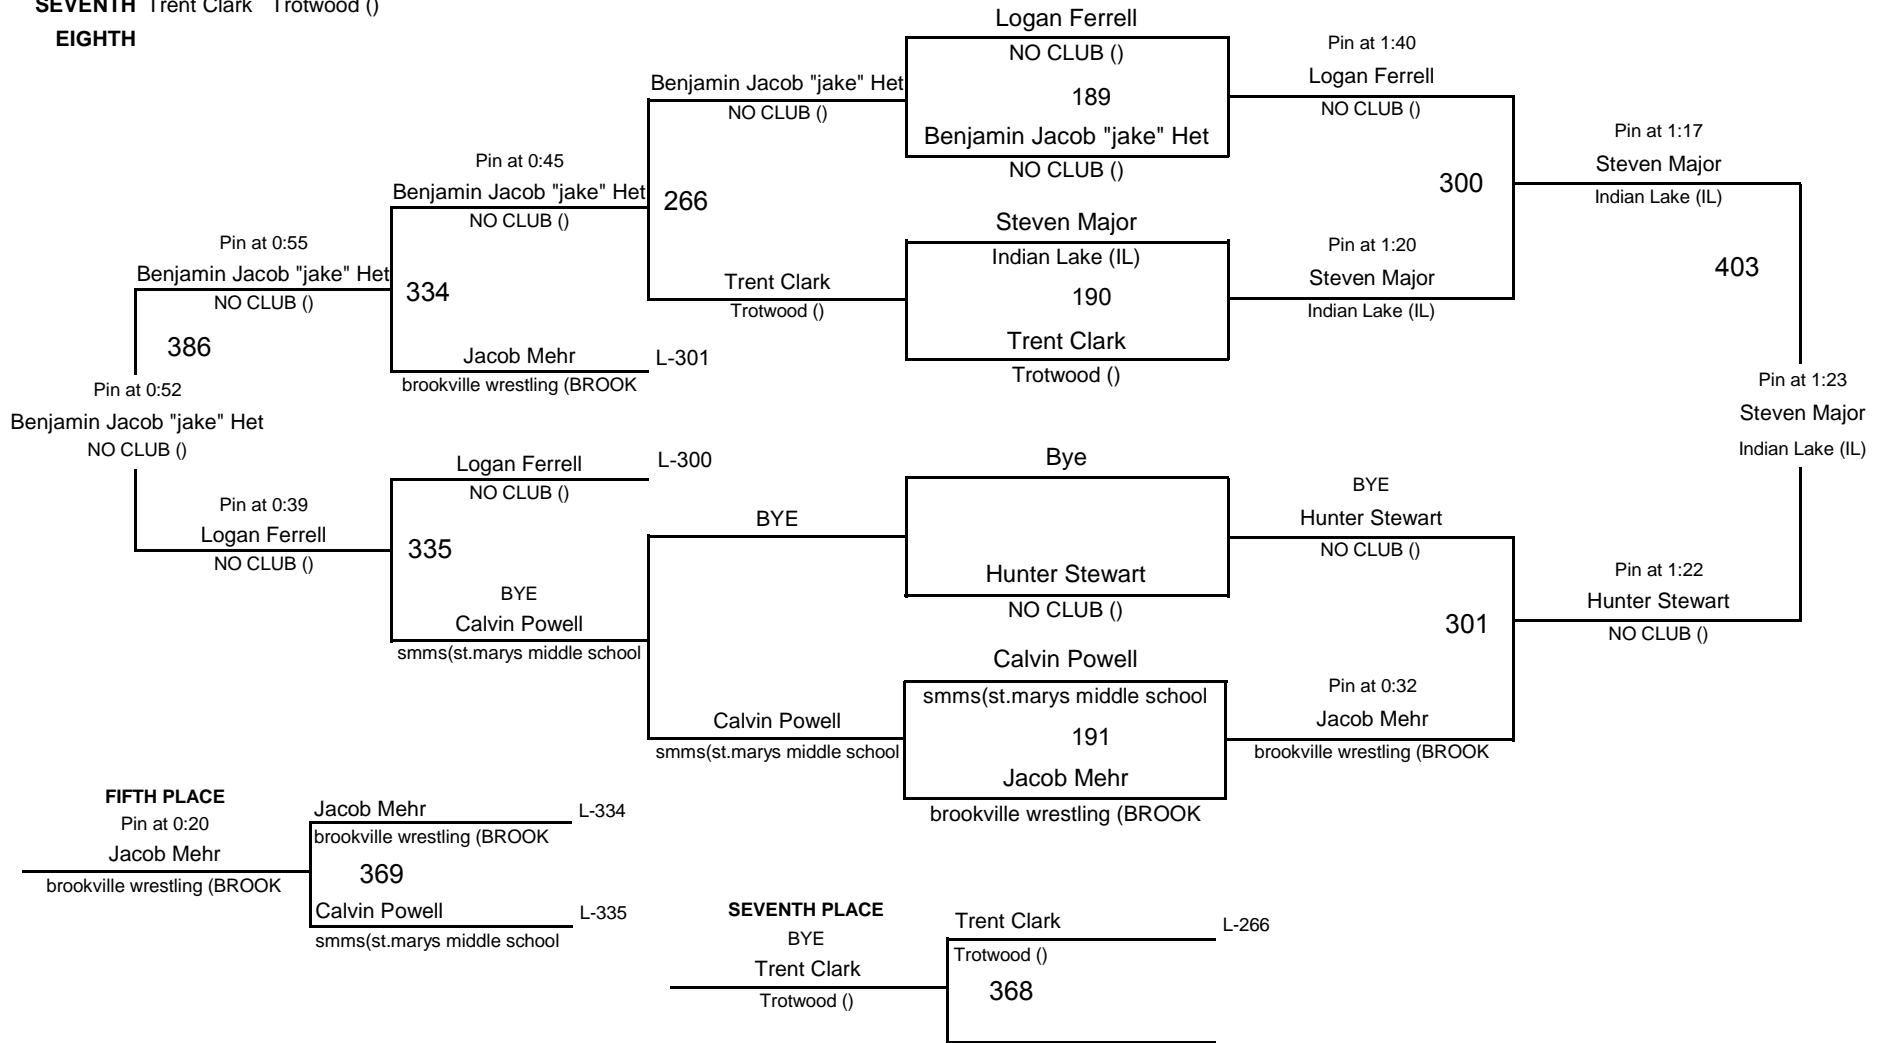 SEVENTH Trent Clark Trotwood ()
EIGHTH
Logan Ferrell
NO CLUB ()
189
Benjamin Jacob "jake" Het
NO CLUB ()
Steven Major
Indian Lake (IL)
190
Trent Clark
Trotwood ()
Bye
Hunter Stewart
NO CLUB ()
Calvin Powell
smms(st.marys middle school
191
Jacob Mehr
brookville wrestling (BROOK
Pin at 1:40
Logan Ferrell
NO CLUB ()
300
Pin at 1:20
Steven Major
Indian Lake (IL)
BYE
Hunter Stewart
NO CLUB ()
301
Pin at 0:32
Jacob Mehr
brookville wrestling (BROOK
Pin at 1:17
Steven Major
Indian Lake (IL)
403
Pin at 1:22
Hunter Stewart
NO CLUB ()
Pin at 1:23
Steven Major
Indian Lake (IL)
Benjamin Jacob "jake" Het
NO CLUB ()
266
Trent Clark
Trotwood ()
BYE
Calvin Powell
smms(st.marys middle school
Pin at 0:45
Benjamin Jacob "jake" Het
NO CLUB ()
334
Jacob Mehr
L-301
brookville wrestling (BROOK
Logan Ferrell
L-300
NO CLUB ()
335
BYE
Calvin Powell
smms(st.marys middle school
Pin at 0:55
Benjamin Jacob "jake" Het
NO CLUB ()
386
Pin at 0:39
Logan Ferrell
NO CLUB ()
Pin at 0:52
Benjamin Jacob "jake" Het
NO CLUB ()
FIFTH PLACE
Pin at 0:20
Jacob Mehr
brookville wrestling (BROOK
Jacob Mehr
L-334
brookville wrestling (BROOK
369
Calvin Powell
L-335
smms(st.marys middle school
SEVENTH PLACE
BYE
Trent Clark
Trotwood ()
Trent Clark
L-266
Trotwood ()
368